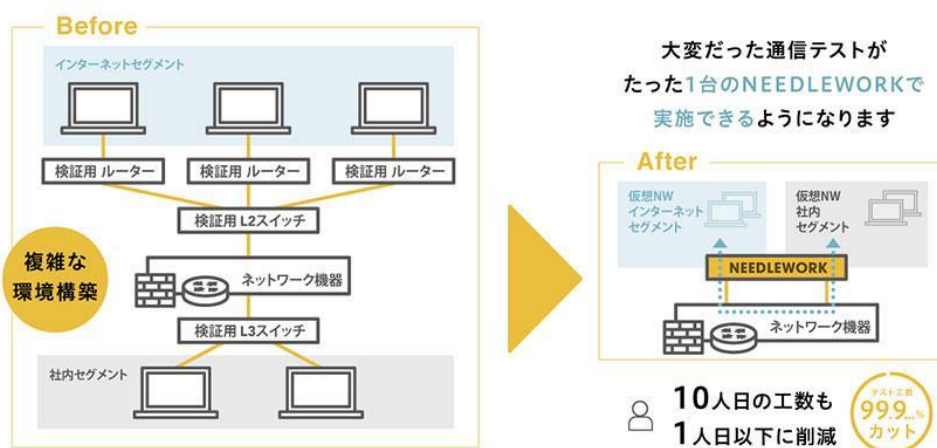 Before
インターネットセグメント
検証用 ルーター
検証用 ルーター
検証用 ルーター
検証用 L2スイッチ
複雑な
環境構築
ネットワーク機器
検証用 L3スイッチ
社内セグメント
大変だった通信テストが
たった1台のNEEDLEWORKで
実施できるようになります
After
仮想NW
インターネット
セグメント
仮想NW
社内
セグメント
NEEDLEWORK
ネットワーク機器
10人日の工数も
1人日以下に削減
テスト工数
99.9...%
カット